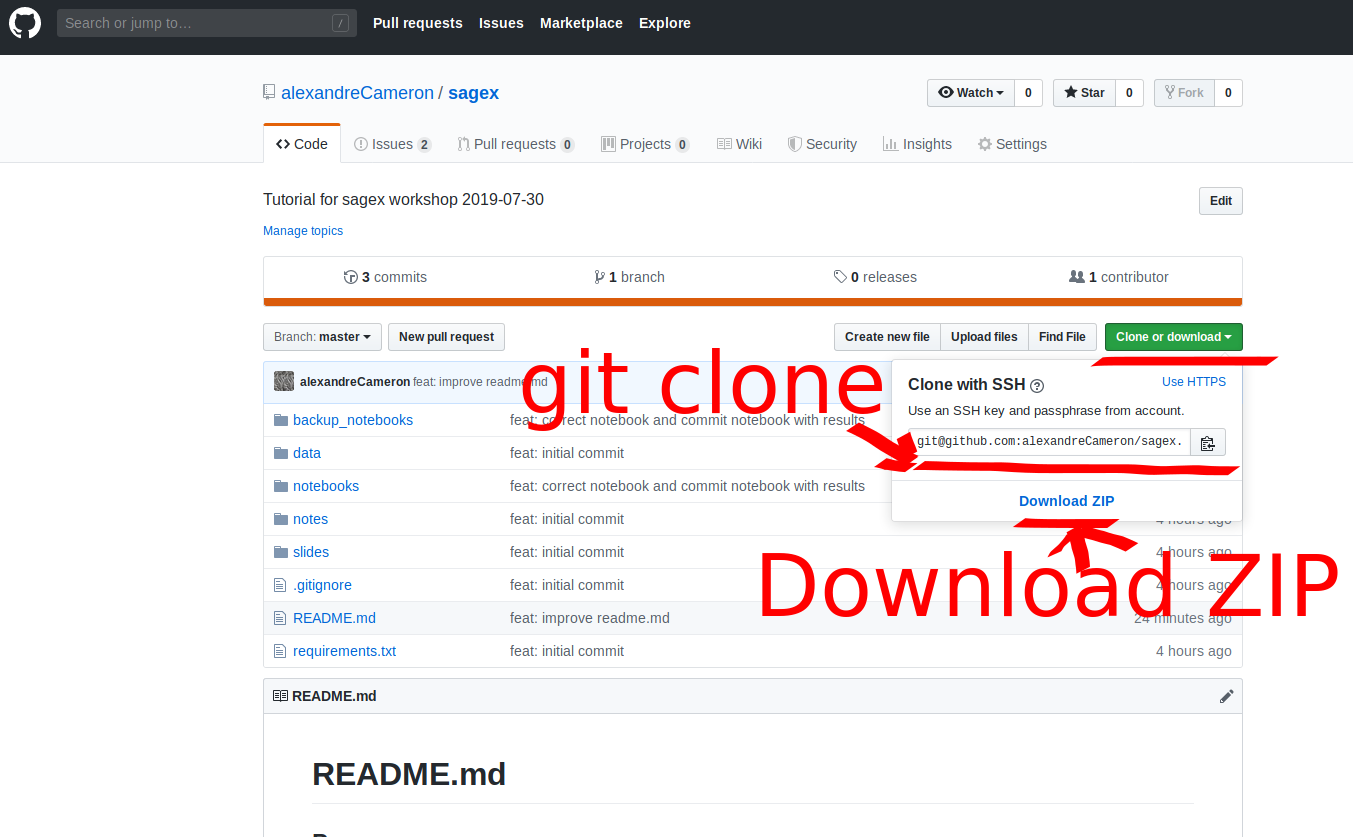 Search or jump to… / Pull requests Issues Marketplace Explore
alexandreCameron / sagex Watch 0 Star 0 Fork 0
Code Issues 2 Pull requests 0 Projects 0 Wiki Security Insights Settings
Tutorial for sagex workshop 2019-07-30 Edit
Manage topics
3 commits 1 branch 0 releases 1 contributor
Branch: master New pull request Create new file Upload files Find File Clone or download
git clone
alexandreCameron feat: improve readme.md
Clone with SSH ? Use HTTPS
Use an SSH key and passphrase from account.
git@github.com:alexandreCameron/sagex.
Download ZIP
backup_notebooks feat: correct notebook and commit notebook with results
data feat: initial commit
notebooks feat: correct notebook and commit notebook with results
notes feat: initial commit 4 hours ago
slides feat: initial commit 4 hours ago
Download ZIP
.gitignore feat: initial commit 4 hours ago
README.md feat: improve readme.md 24 minutes ago
requirements.txt feat: initial commit 4 hours ago
README.md
README.md